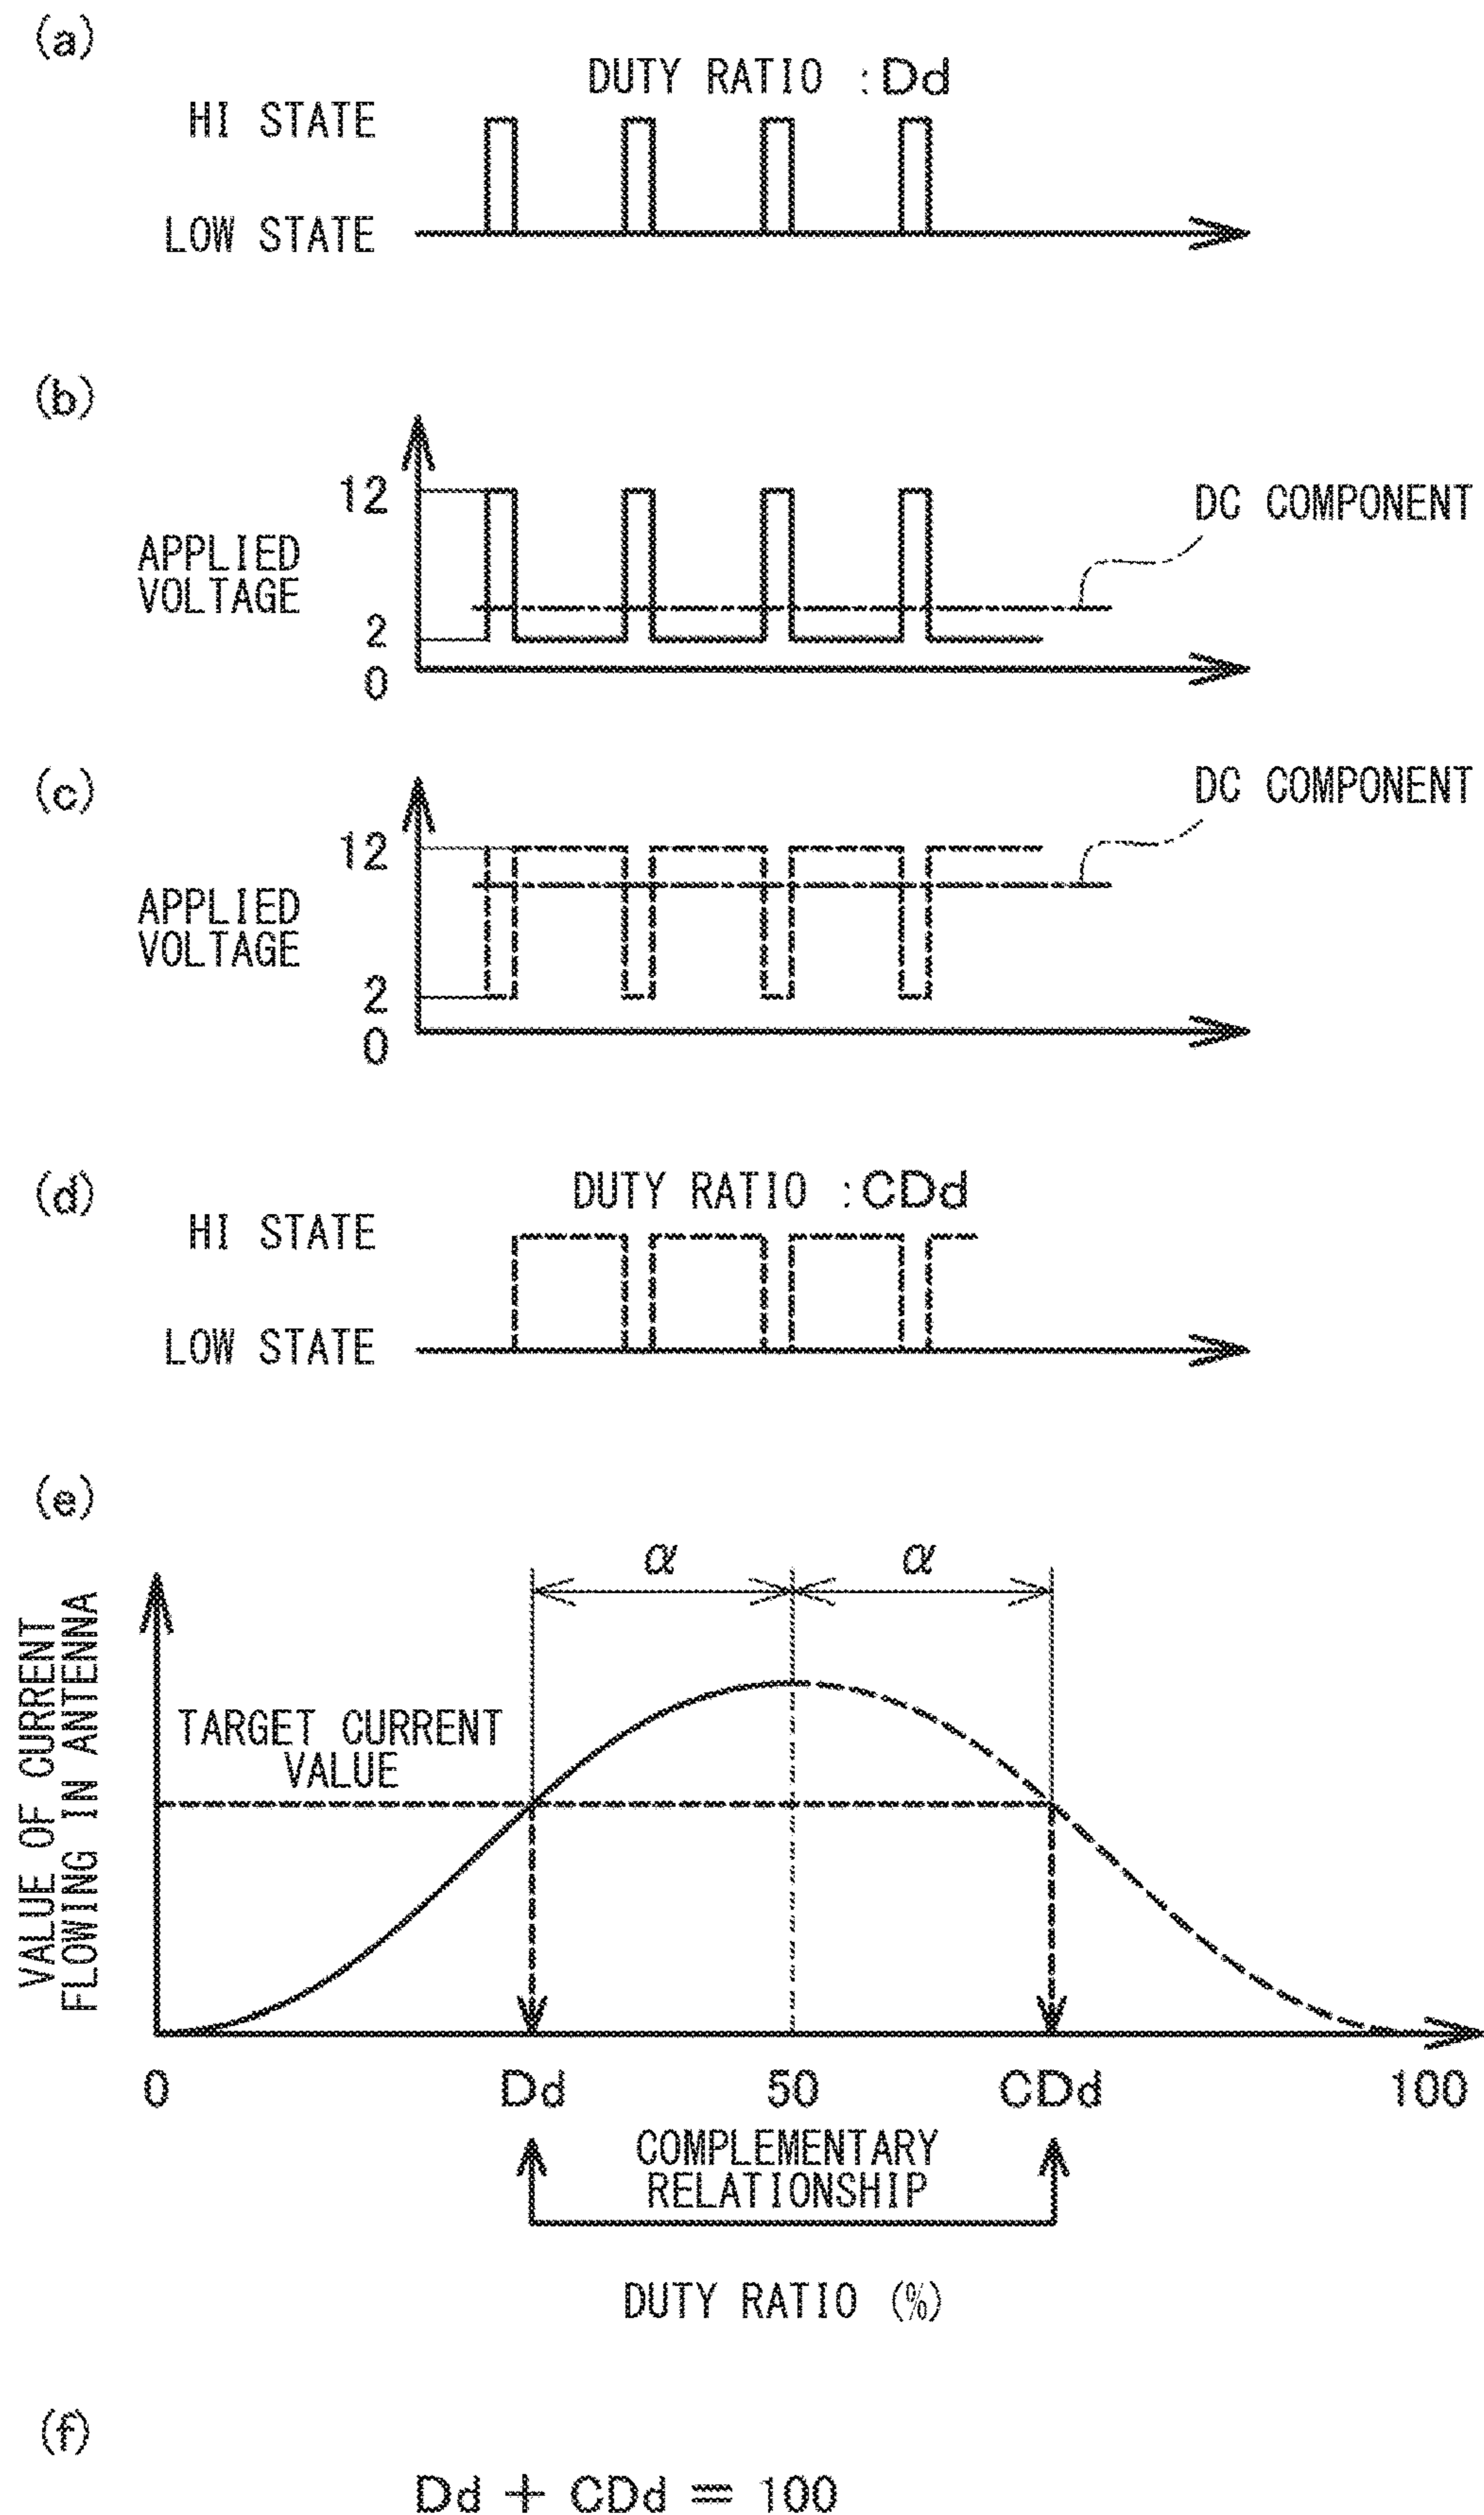 (a)
DUTY RATIO : Dd
HI STATE
LOW STATE
(b)
12
APPLIED
VOLTAGE
2
0
DC COMPONENT
(c)
12
APPLIED
VOLTAGE
2
0
DC COMPONENT
(d)
DUTY RATIO : CDd
HI STATE
LOW STATE
(e)
α
α
VALUE OF CURRENT
FLOWING IN ANTENNA
TARGET CURRENT
VALUE
0
Dd
50
CDd
100
COMPLEMENTARY
RELATIONSHIP
DUTY RATIO (%)
(f)
Dd + CDd = 100